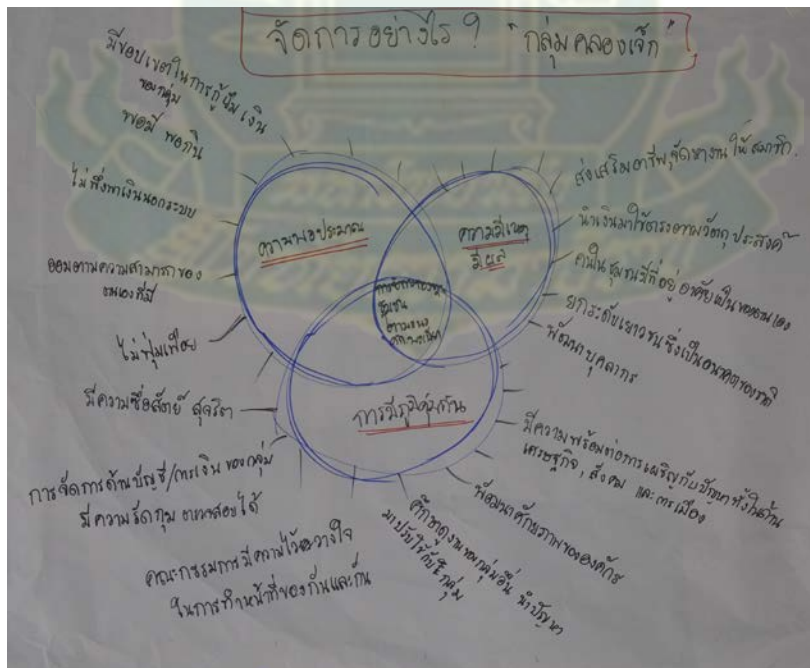 จัดการอย่างไร ? "กลุ่มคลองเจ็ก"
มีขอบเขตในการกู้ยืมเงิน
ของกลุ่ม
พอมี พอกิน
ไม่พึ่งพาเงินนอกระบบ
ออมตามความสามารถของ
ตนเองที่มี
ไม่ฟุ่มเฟือย
มีความซื่อสัตย์ สุจริต
การจัดการด้านบัญชี/การเงินของกลุ่ม
มีความรัดกุม ตรวจสอบได้
คณะกรรมการมีความไว้วางใจ
ในการทำหน้าที่ของกันและกัน
ความพอประมาณ
ความมีเหตุ
มีผล
ชุมชน
ตามแนว
การมีภูมิคุ้มกัน
ส่งเสริมอาชีพ,จัดหางานให้สมาชิก
นำเงินมาใช้ตรงตามวัตถุประสงค์
คนในชุมชนมีที่อยู่อาศัยเป็นของตนเอง
ยกระดับเยาวชนซึ่งเป็นอนาคตของชาติ
พัฒนาบุคลากร
มีความพร้อมต่อการเผชิญกับปัญหาทั้งในด้าน
เศรษฐกิจ, สังคม และการเมือง
พัฒนาศักยภาพขององค์กร
ศึกษาดูงานของกลุ่มอื่น นำปัญหา
มาปรับใช้กับกลุ่ม